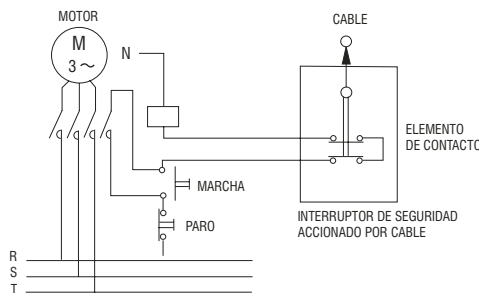 MOTOR
M
3 ~
N
CABLE
ELEMENTO
DE CONTACTO
MARCHA
PARO
INTERRUPTOR DE SEGURIDAD
ACCIONADO POR CABLE
R
S
T